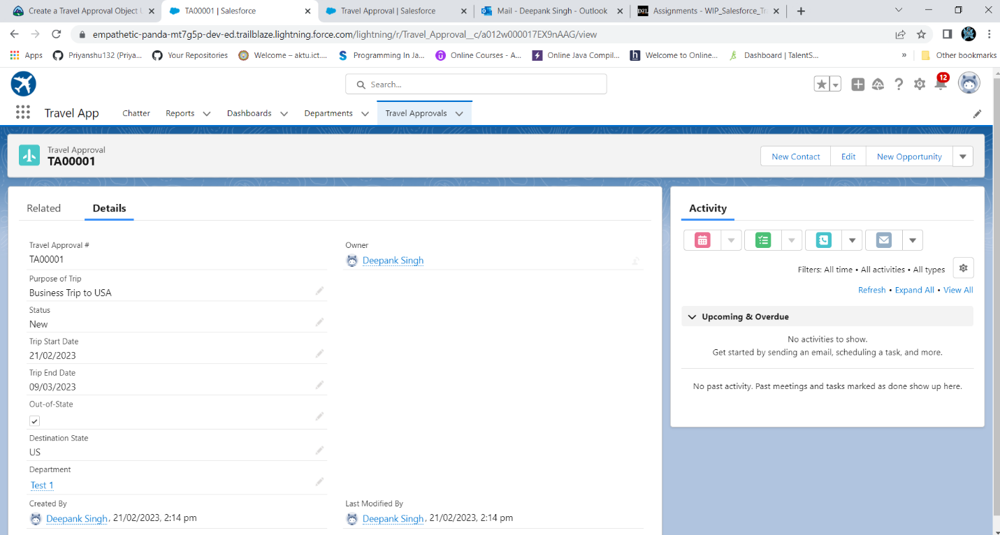 Create a Travel Approval Object
TA00001 | Salesforce
Travel Approval | Salesforce
Mail - Deepank Singh - Outlook
D2L
Assignments - WIP_Salesforce_Tr
empathetic-panda-mt7g5p-dev-ed.trailblaze.lightning.force.com/lightning/r/Travel_Approval__c/a012w000017EX9nAAG/view
Apps
Priyanshu132 (Priya...
Your Repositories
Welcome – aktu.ict....
Programming In Ja...
Online Courses - A...
Online Java Compil...
Welcome to Online...
Dashboard | TalentS...
»
Other bookmarks
Search...
12
Travel App
Chatter
Reports
Dashboards
Departments
Travel Approvals
Travel Approval
TA00001
New Contact
Edit
New Opportunity
Related
Details
Travel Approval #
TA00001
Owner
Deepank Singh
Purpose of Trip
Business Trip to USA
Status
New
Trip Start Date
21/02/2023
Trip End Date
09/03/2023
Out-of-State
Destination State
US
Department
Test 1
Created By
Deepank Singh, 21/02/2023, 2:14 pm
Last Modified By
Deepank Singh, 21/02/2023, 2:14 pm
Activity
Filters: All time • All activities • All types
Refresh • Expand All • View All
Upcoming & Overdue
No activities to show.
Get started by sending an email, scheduling a task, and more.
No past activity. Past meetings and tasks marked as done show up here.